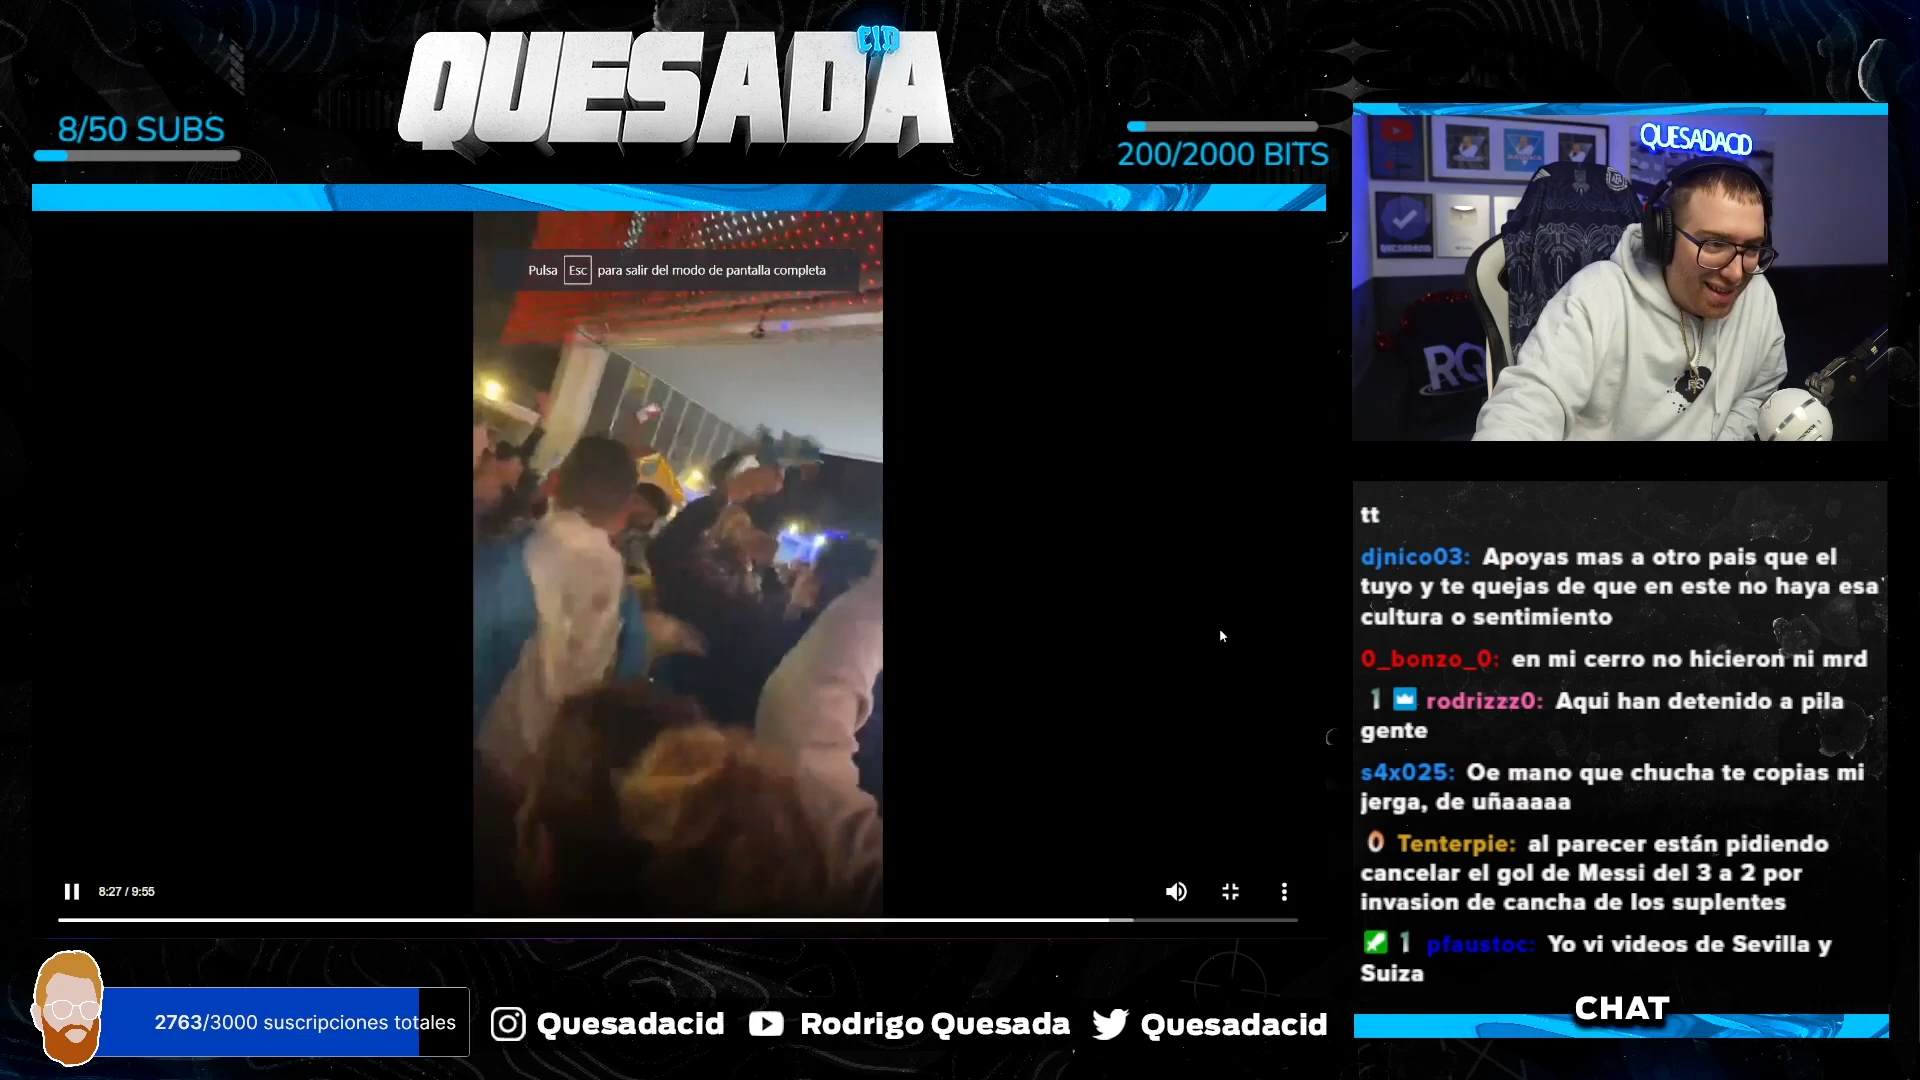 QUESADA
CID
8/50 SUBS
200/2000 BITS
QUESADACID
Pulsa Esc para salir del modo de pantalla completa
RQ
tt
djnico03: Apoyas mas a otro pais que el
tuyo y te quejas de que en este no haya esa
cultura o sentimiento
0_bonzo_0: en mi cerro no hicieron ni mrd
1 rodrizzz0: Aqui han detenido a pila
gente
s4x025: Oe mano que chucha te copias mi
jerga, de uñaaaaa
0 Tenterpie: al parecer están pidiendo
cancelar el gol de Messi del 3 a 2 por
invasion de cancha de los suplentes
1 pfaustoc: Yo vi videos de Sevilla y
Suiza
CHAT
8:27 / 9:55
2763/3000 suscripciones totales
Quesadacid
Rodrigo Quesada
Quesadacid